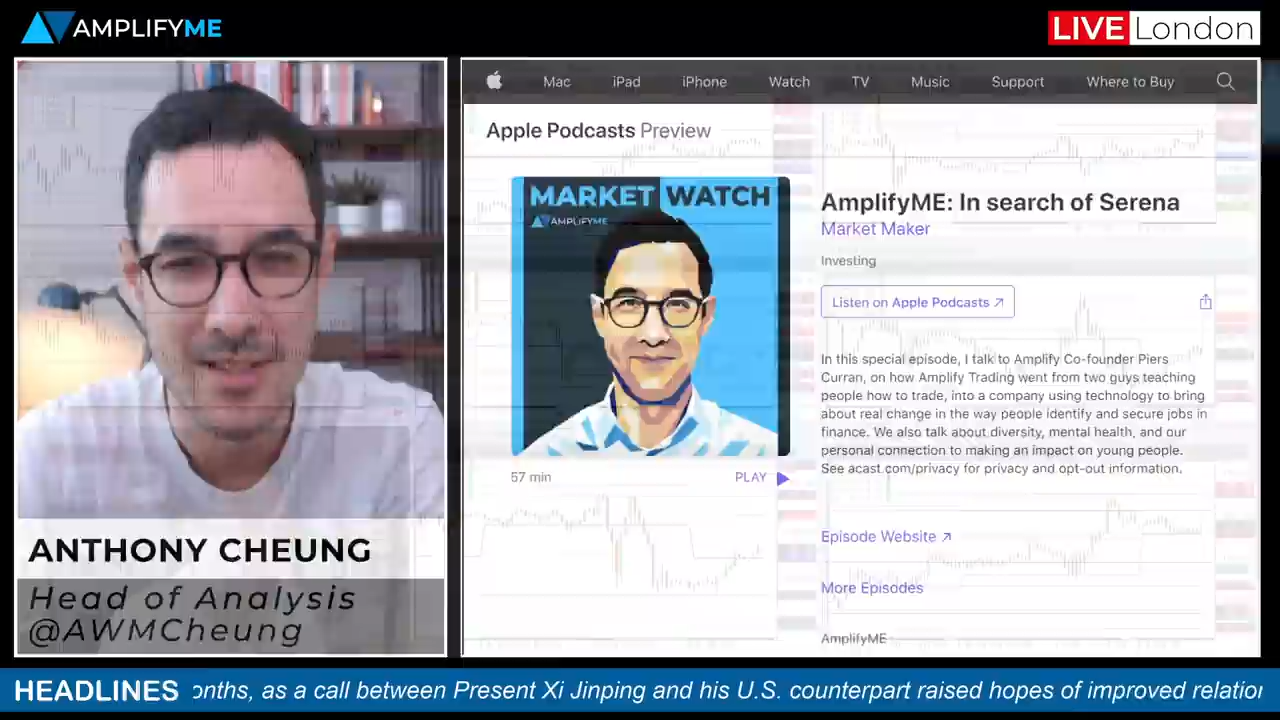 AMPLIFYME
LIVE London
Mac iPad iPhone Watch TV Music Support Where to Buy
Apple Podcasts Preview
MARKET WATCH
AMPLIFYME
57 min PLAY
AmplifyME: In search of Serena
Market Maker
Investing
Listen on Apple Podcasts ↗
In this special episode, I talk to Amplify Co-founder Piers
Curran, on how Amplify Trading went from two guys teaching
people how to trade, into a company using technology to bring
about real change in the way people identify and secure jobs in
finance. We also talk about diversity, mental health, and our
personal connection to making an impact on young people.
See acast.com/privacy for privacy and opt-out information.
Episode Website ↗
More Episodes
AmplifyME
ANTHONY CHEUNG
Head of Analysis
@AWMCheung
HEADLINES onths, as a call between Present Xi Jinping and his U.S. counterpart raised hopes of improved relatio